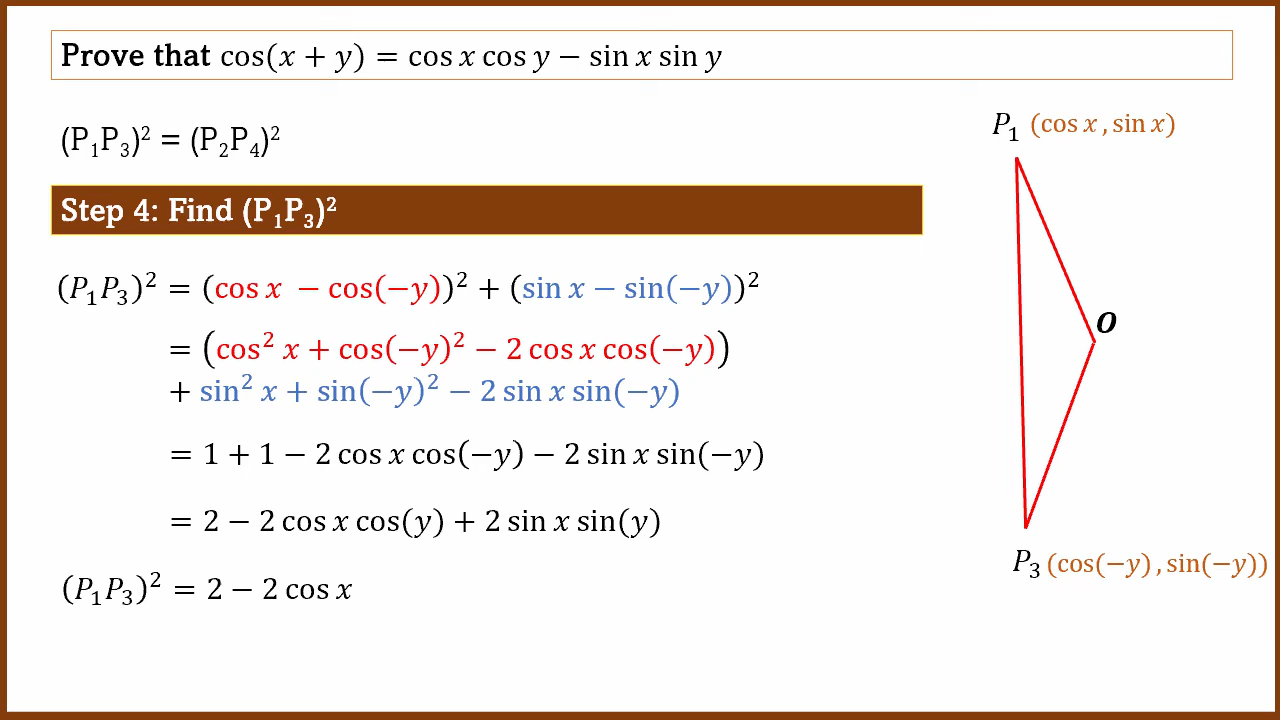 Prove that cos(x + y) = cos x cos y − sin x sin y
(P₁P₃)² = (P₂P₄)²
Step 4: Find (P₁P₃)²
(P₁P₃)² = (cos x − cos(−y))² + (sin x − sin(−y))²
= (cos² x + cos(−y)² − 2 cos x cos(−y))
+ sin² x + sin(−y)² − 2 sin x sin(−y)
= 1 + 1 − 2 cos x cos(−y) − 2 sin x sin(−y)
= 2 − 2 cos x cos(y) + 2 sin x sin(y)
(P₁P₃)² = 2 − 2 cos x
P₁ (cos x , sin x)
O
P₃ (cos(−y) , sin(−y))